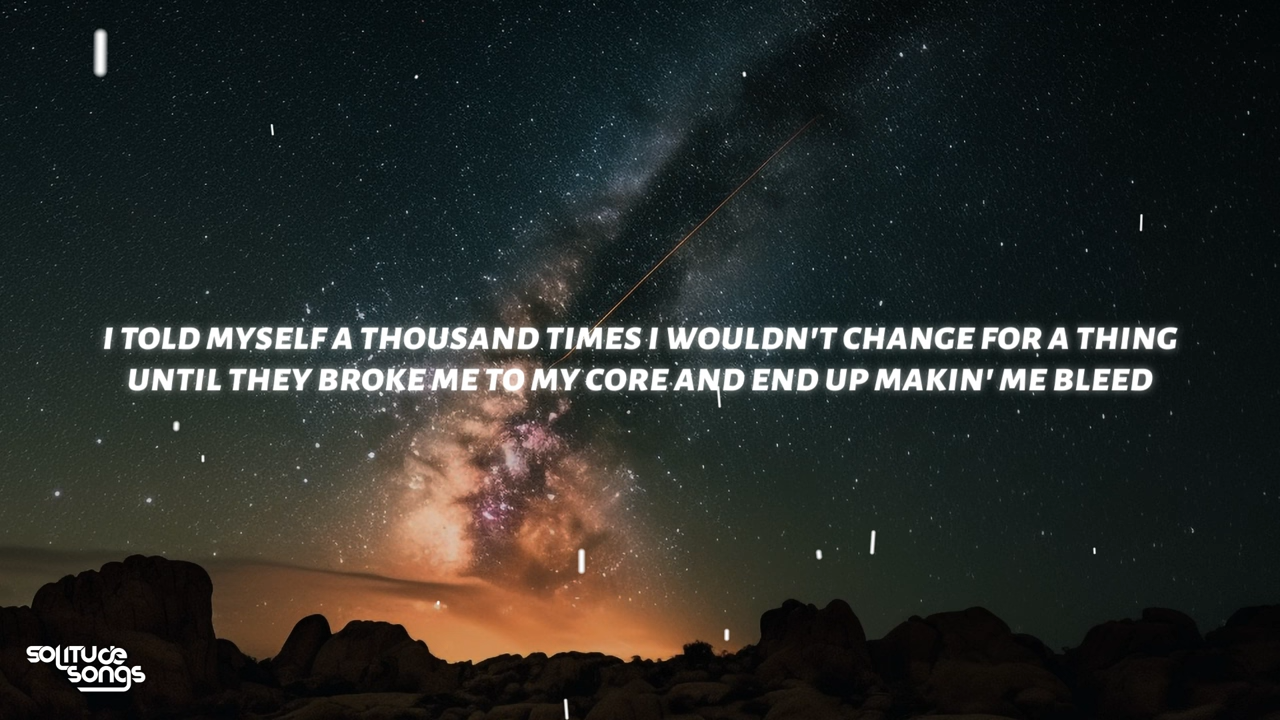 I TOLD MYSELF A THOUSAND TIMES I WOULDN'T CHANGE FOR A THING
UNTIL THEY BROKE ME TO MY CORE AND END UP MAKIN' ME BLEED
solitude
songs